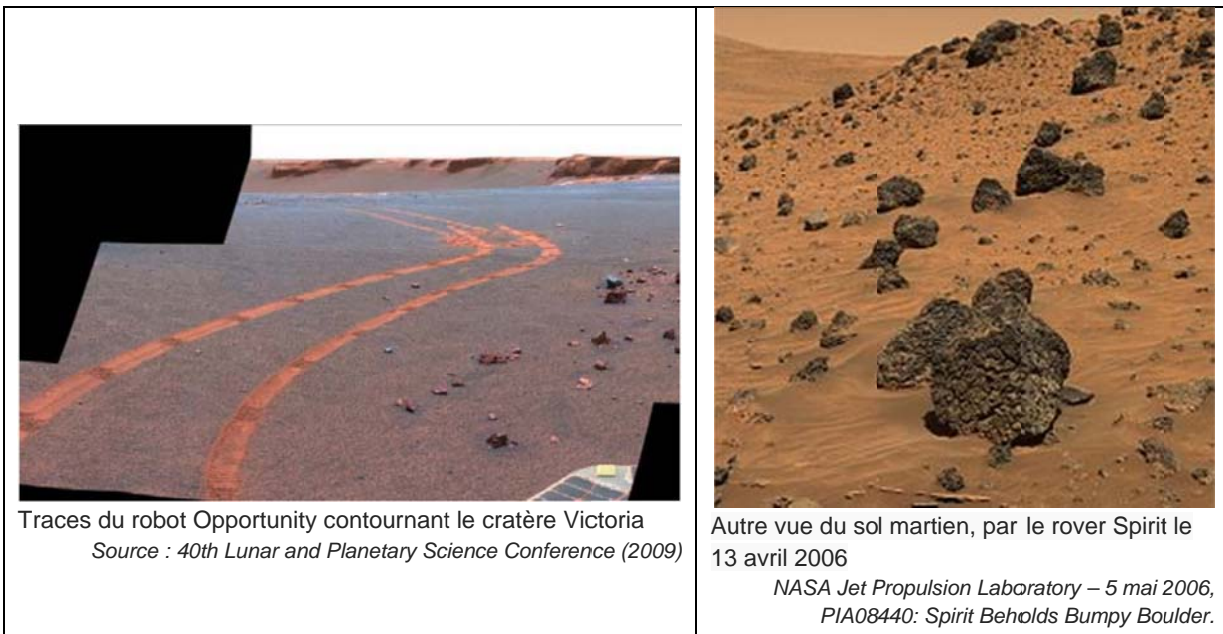 Traces du robot Opportunity contournant le cratère Victoria
Source : 40th Lunar and Planetary Science Conference (2009)
Autre vue du sol martien, par le rover Spirit le
13 avril 2006
NASA Jet Propulsion Laboratory – 5 mai 2006,
PIA08440: Spirit Beholds Bumpy Boulder.